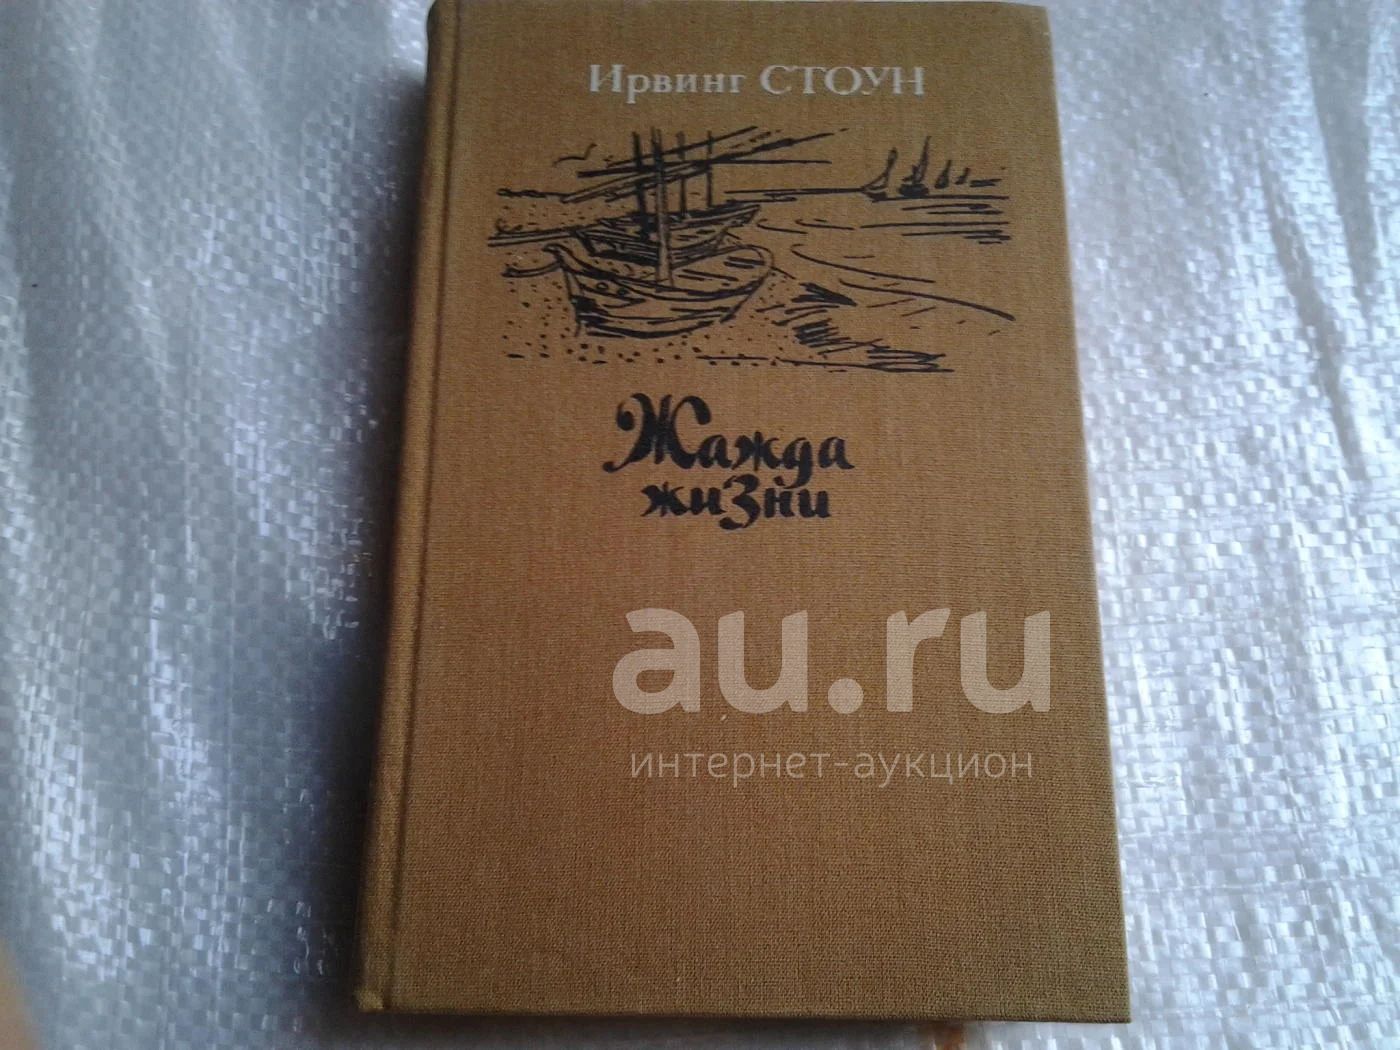 Ирвинг СТОУН
Жажда
жиЗни
au.ru
интернет-аукцион